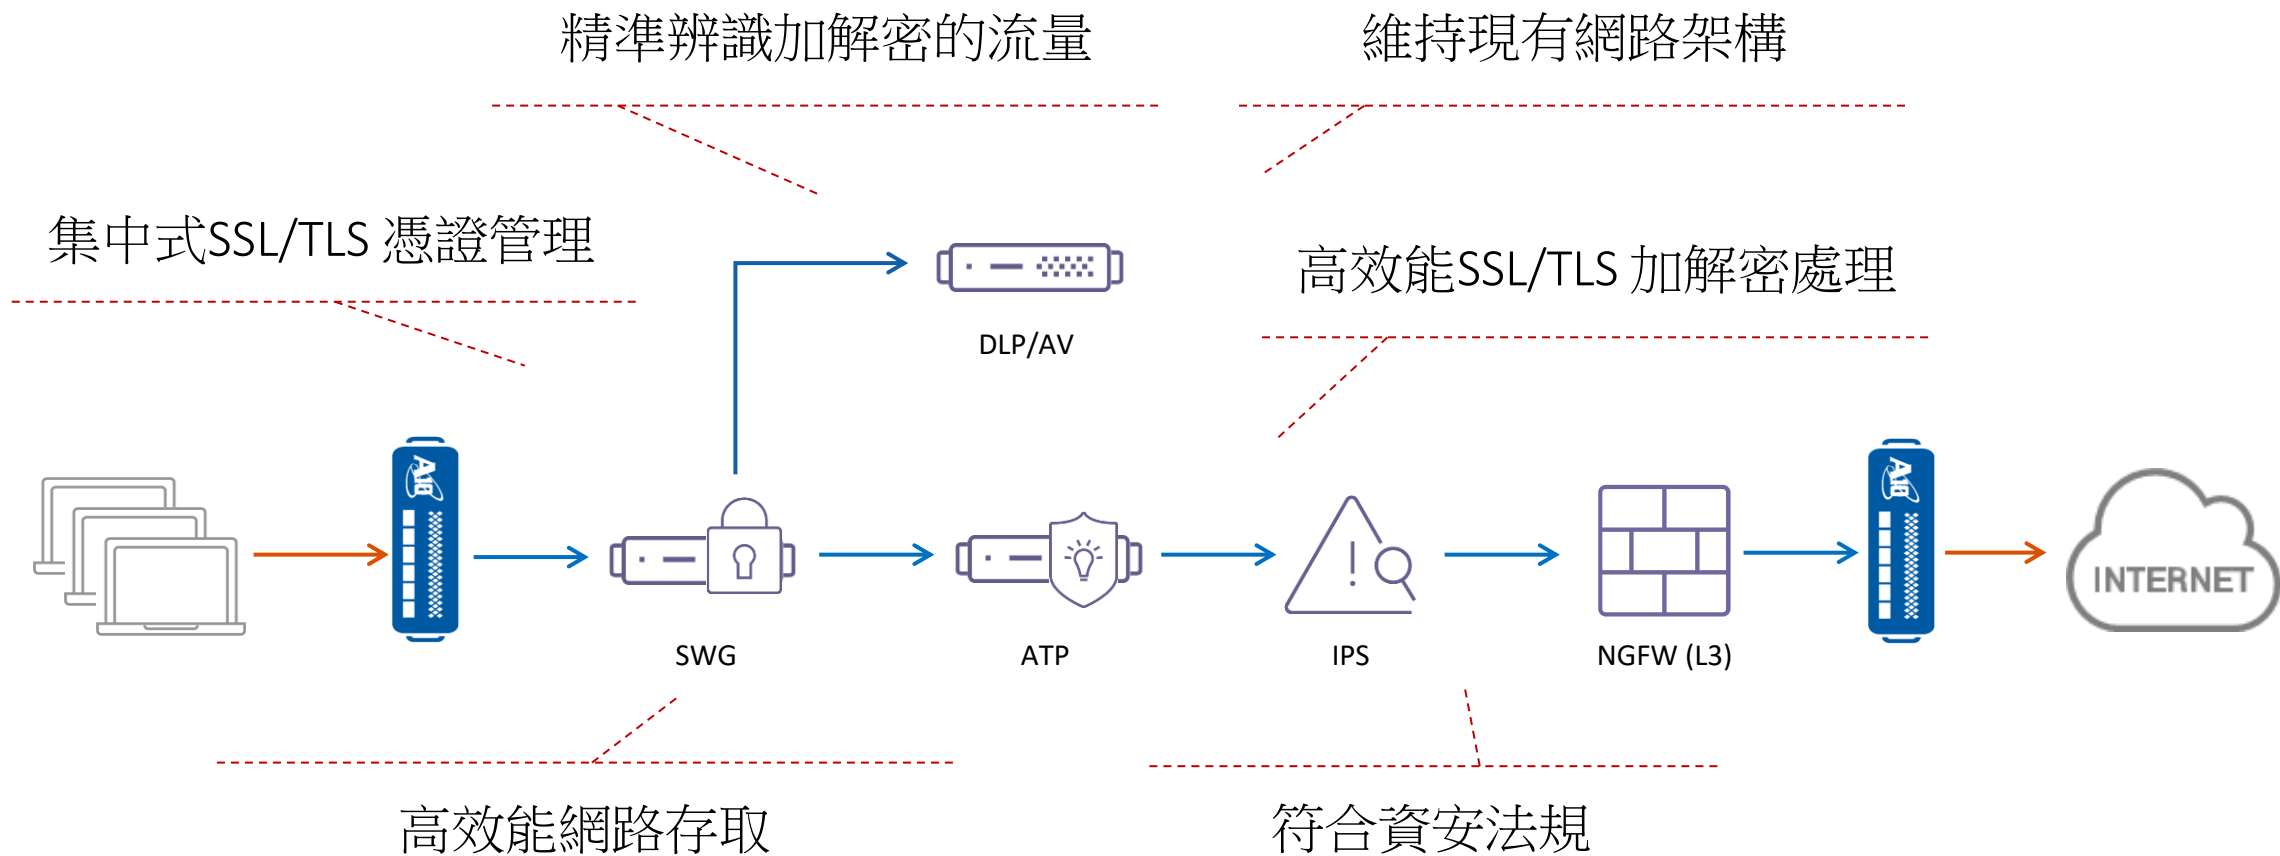 精準辨識加解密的流量
維持現有網路架構
集中式SSL/TLS 憑證管理
高效能SSL/TLS 加解密處理
DLP/AV
A10
A10
INTERNET
SWG
ATP
IPS
NGFW (L3)
高效能網路存取
符合資安法規